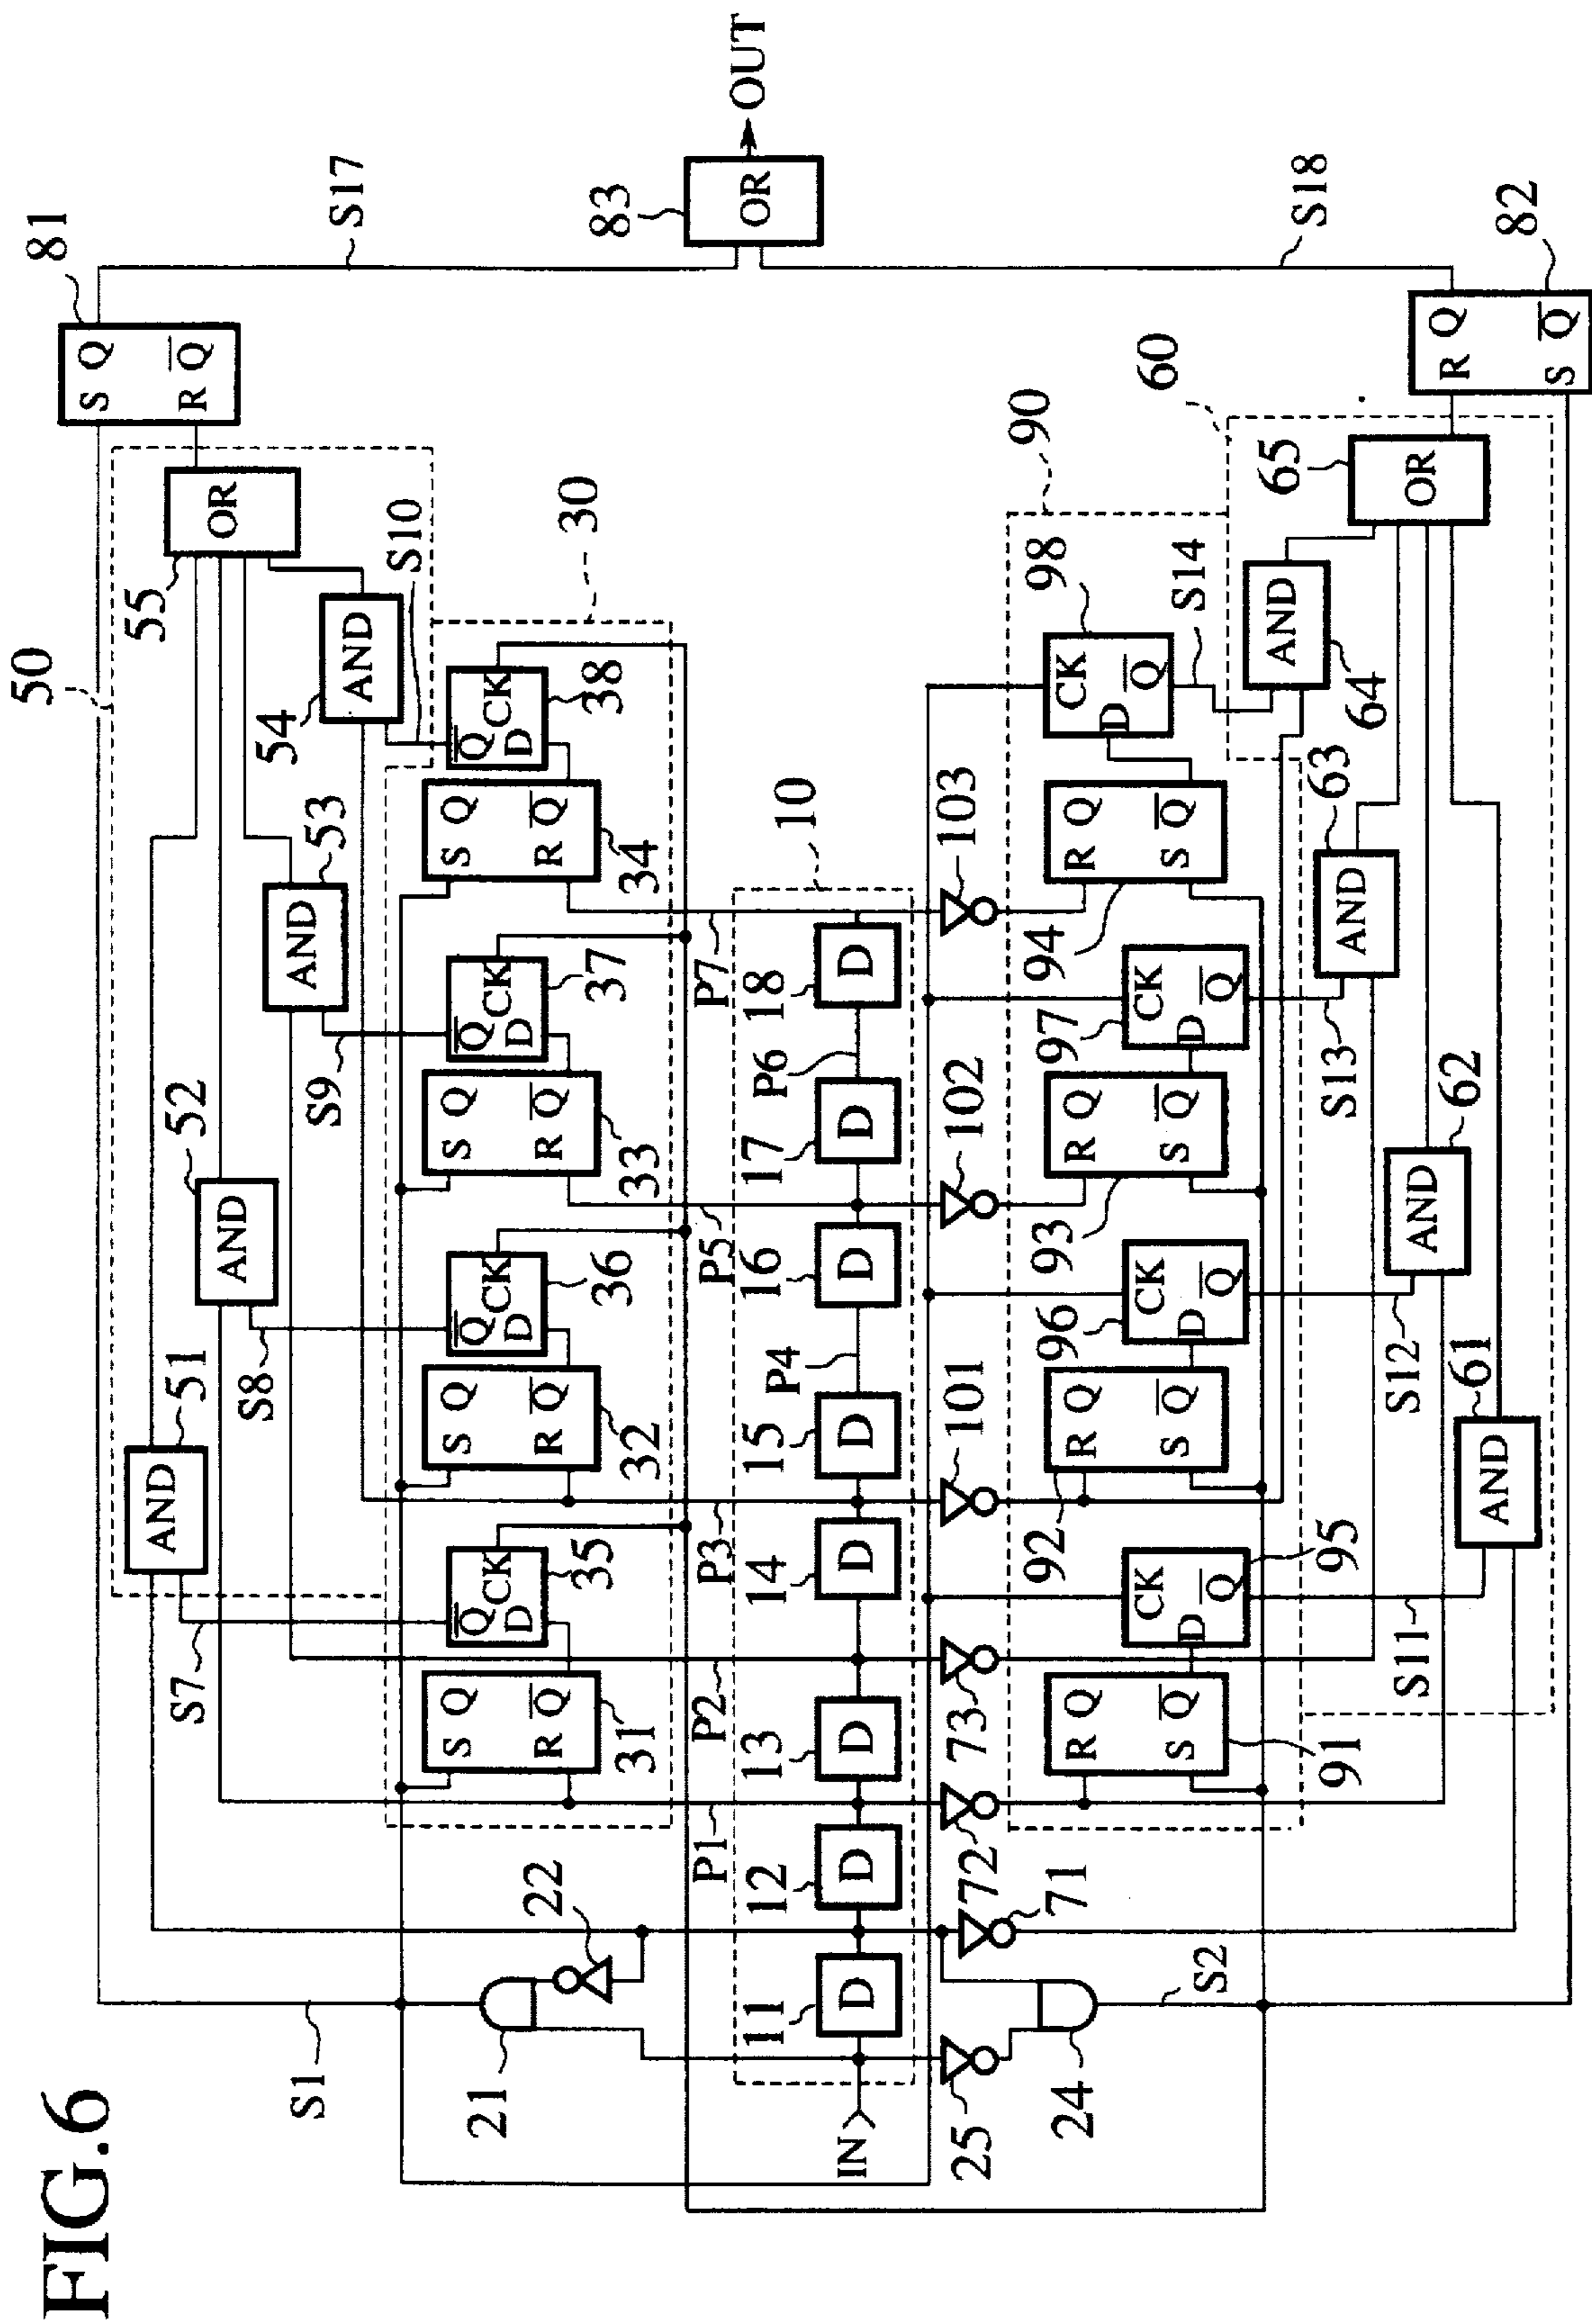 FIG.6
50
55
OR
81
S Q
R Q̅
S17
83
OR
OUT
S1
51
AND
52
AND
53
AND
54
AND
S7
S8
S9
S10
30
S Q
R Q̅
31
Q̅
CK
D
35
S Q
R Q̅
32
Q̅
CK
D
36
S Q
R Q̅
33
Q̅
CK
D
37
S Q
R Q̅
34
Q̅
CK
D
38
21
22
P1
P2
P3
P4
P5
P6
P7
10
IN
11
D
12
D
13
D
14
D
15
D
16
D
17
D
18
D
25
24
71
72
73
101
102
103
S2
90
R Q
S Q̅
91
CK
D
Q̅
95
R Q
S Q̅
92
CK
D
Q̅
96
R Q
S Q̅
93
CK
D
Q̅
97
R Q
S Q̅
94
CK
D
Q̅
98
S11
S12
S13
S14
60
61
AND
62
AND
63
AND
64
AND
65
OR
R Q
S Q̅
82
S18